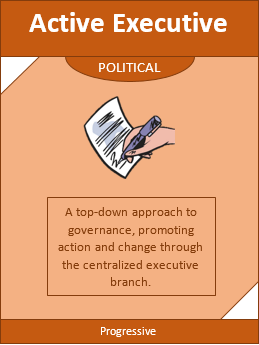 Active Executive
POLITICAL
A top-down approach to
governance, promoting
action and change through
the centralized executive
branch.
Progressive